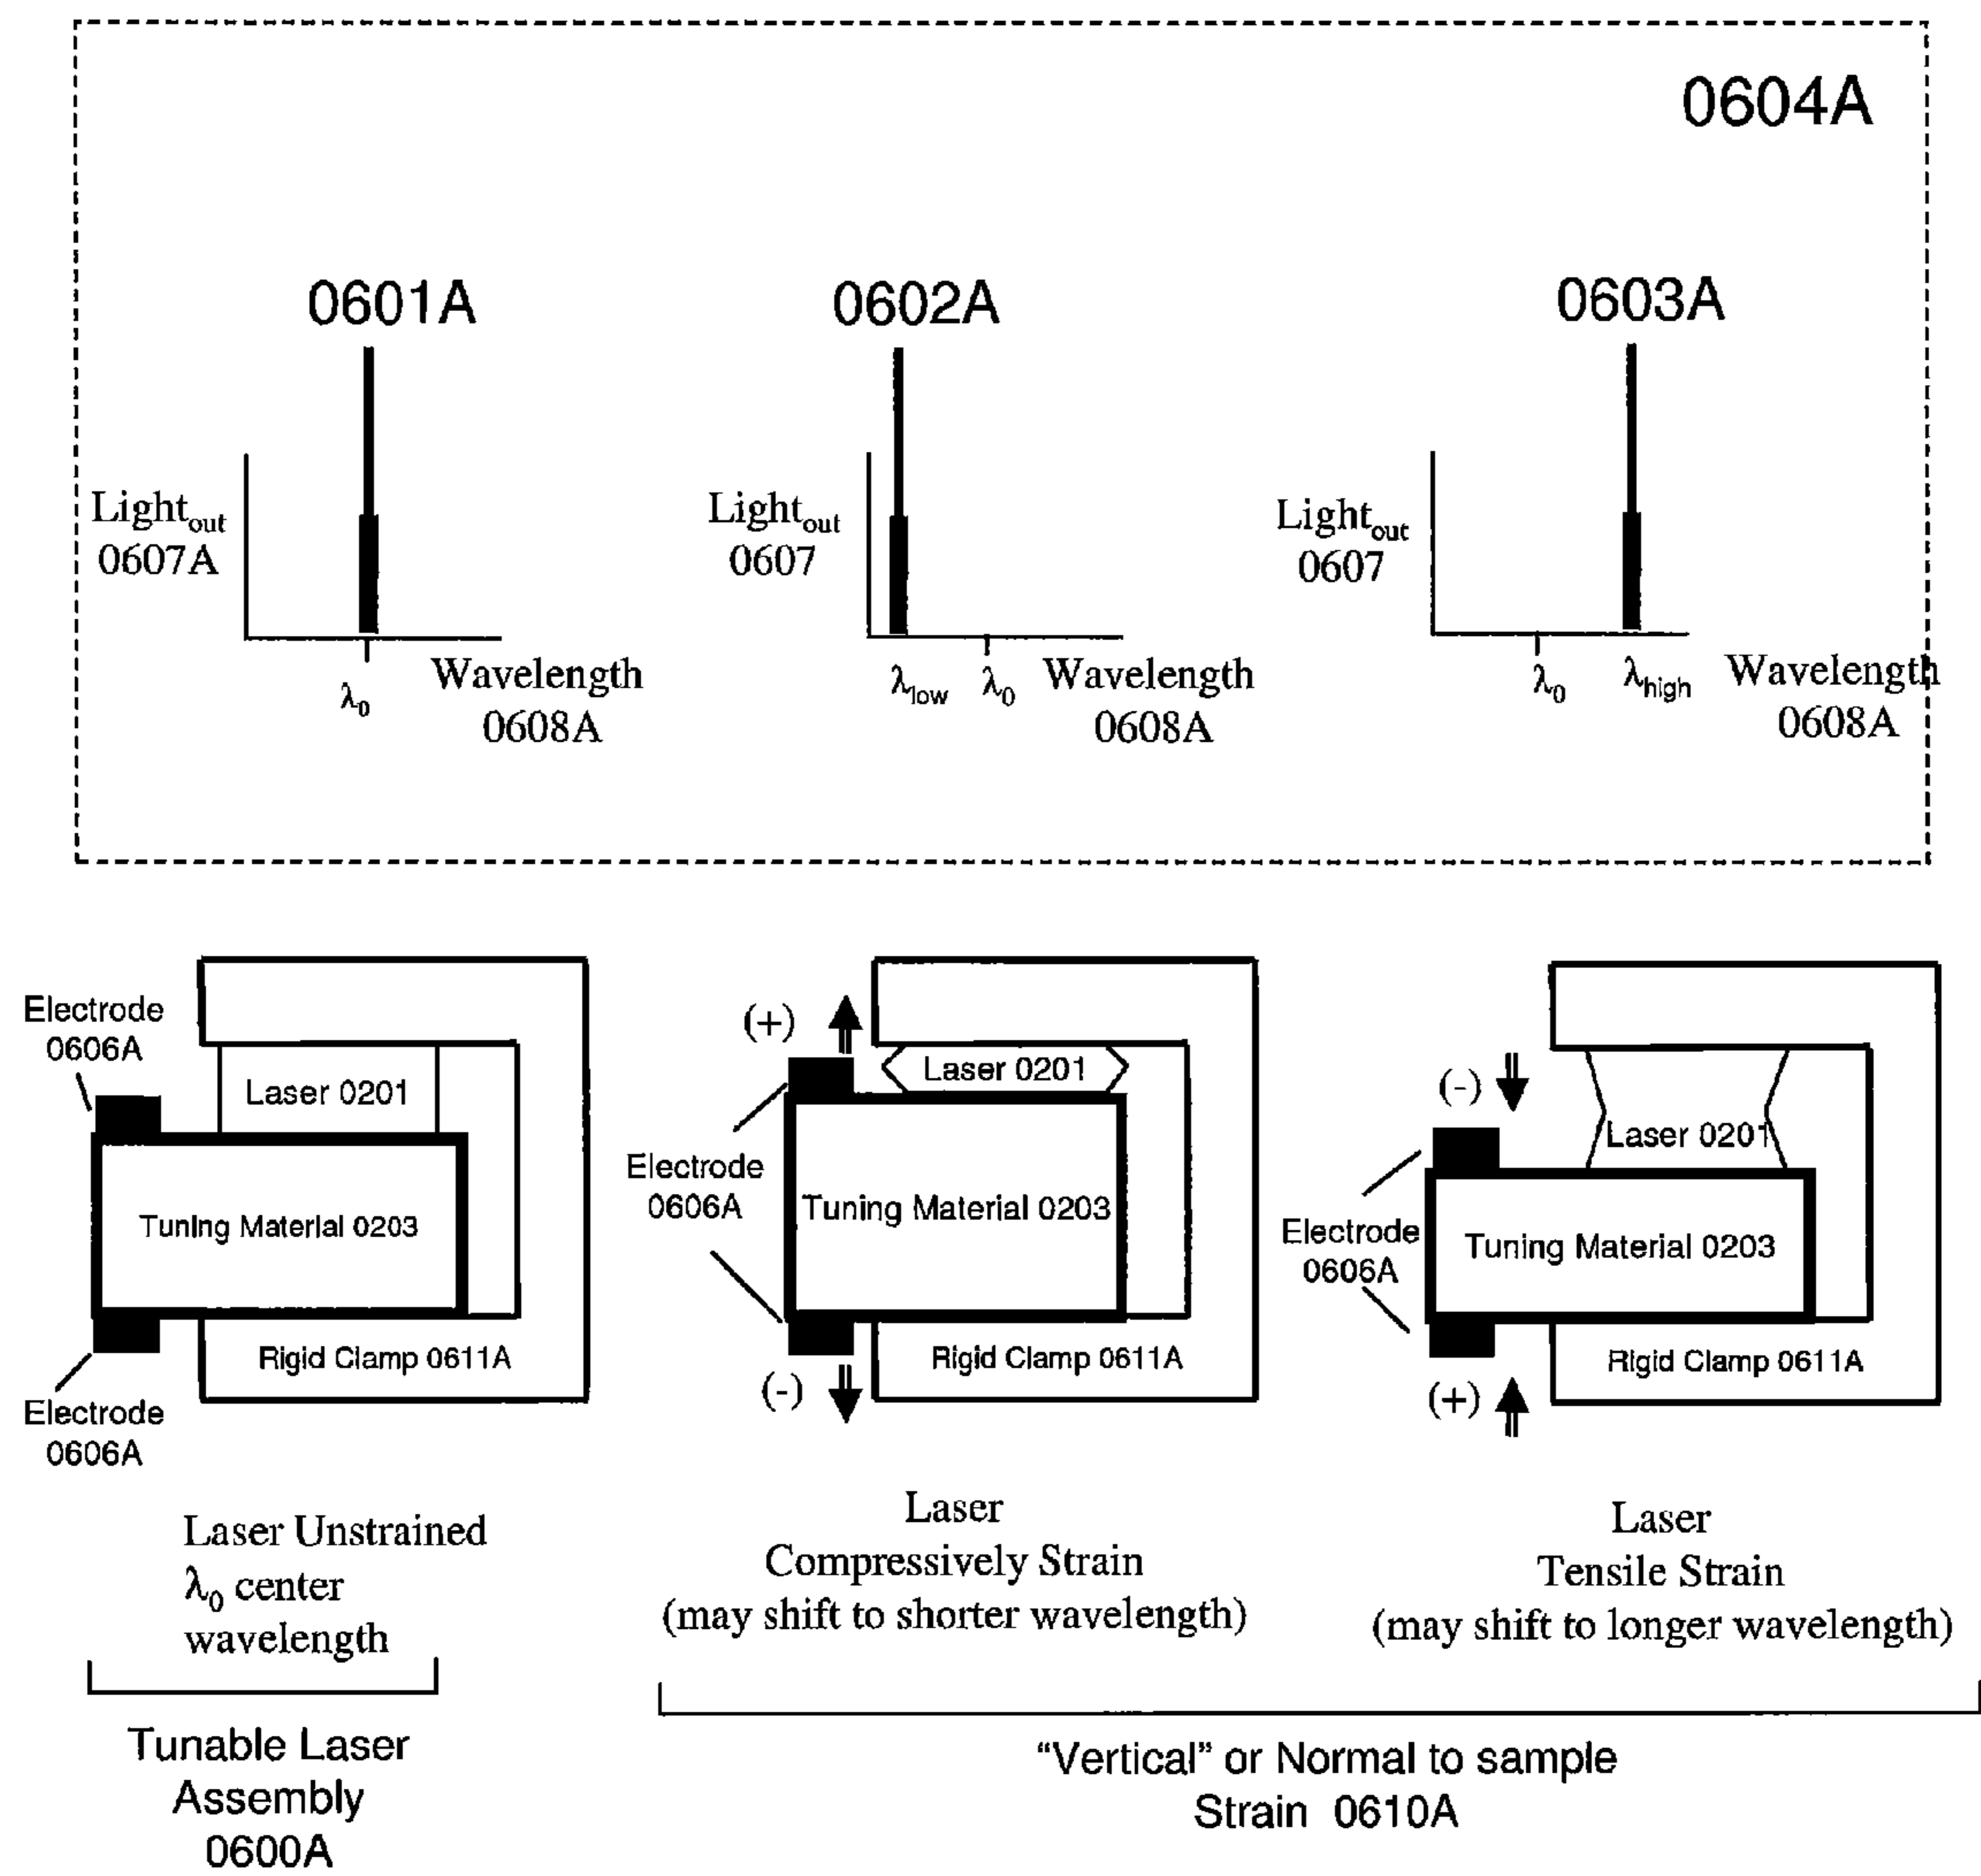 0604A
0601A
0602A
0603A
Lightout
0607A
λ0
Wavelength
0608A
Lightout
0607
λlow
λ0
Wavelength
0608A
Lightout
0607
λ0
λhigh
Wavelength
0608A
Electrode
0606A
Laser 0201
Tuning Material 0203
Rigid Clamp 0611A
Electrode
0606A
(+)
Laser 0201
Electrode
0606A
Tuning Material 0203
(-)
Rigid Clamp 0611A
(-)
Laser 0201
Electrode
0606A
Tuning Material 0203
(+)
Rigid Clamp 0611A
Laser Unstrained
λ0 center
wavelength
Laser
Compressively Strain
(may shift to shorter wavelength)
Laser
Tensile Strain
(may shift to longer wavelength)
Tunable Laser
Assembly
0600A
“Vertical” or Normal to sample
Strain 0610A